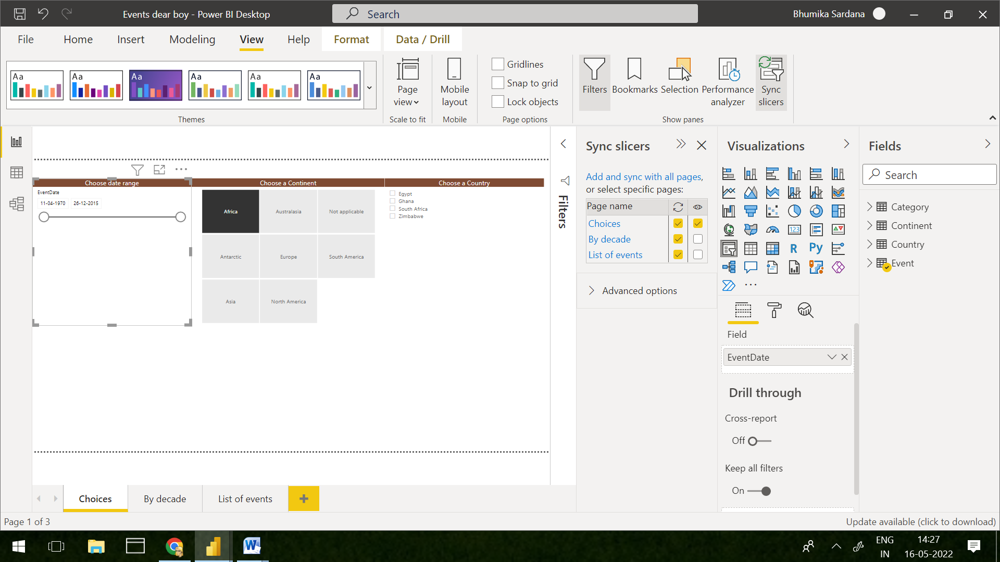 Events dear boy - Power BI Desktop
Search
Bhumika Sardana
File Home Insert Modeling View Help Format Data / Drill
Aa Aa Aa Aa Aa Aa
Page view
Mobile layout
Gridlines
Snap to grid
Lock objects
Filters
Bookmarks
Selection
Performance analyzer
Sync slicers
Themes
Scale to fit
Mobile
Page options
Show panes
Choose date range
EventDate
11-04-1970 26-12-2015
Choose a Continent
Africa Australasia Not applicable
Antarctic Europe South America
Asia North America
Choose a Country
Egypt
Ghana
South Africa
Zimbabwe
Filters
Sync slicers
Add and sync with all pages,
or select specific pages:
Page name
Choices
By decade
List of events
Advanced options
Visualizations
123
R Py
Field
EventDate
Drill through
Cross-report
Off
Keep all filters
On
Fields
Search
Category
Continent
Country
Event
Choices By decade List of events
Page 1 of 3
Update available (click to download)
W
ENG
IN
14:27
16-05-2022